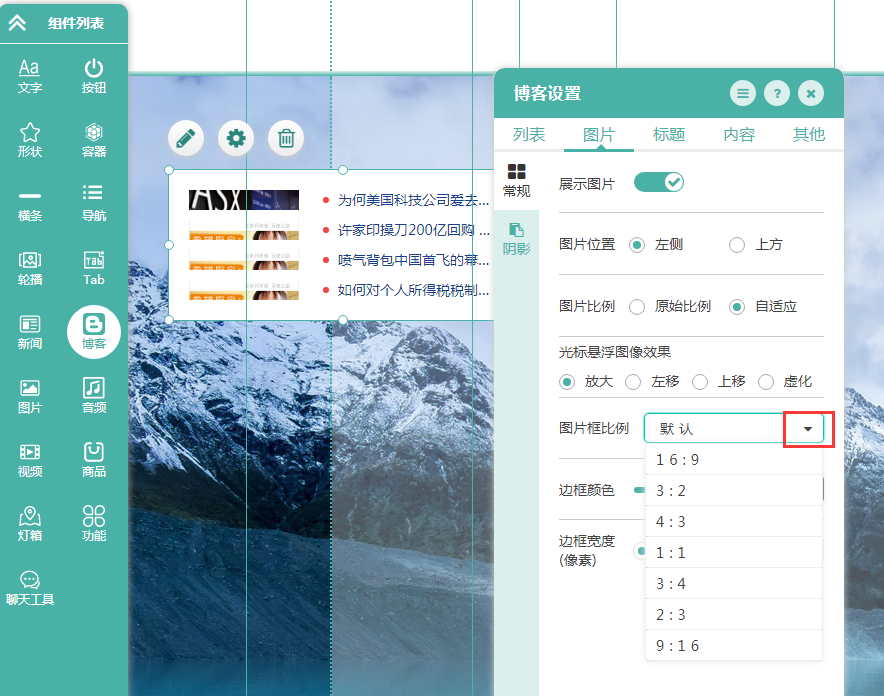 组件列表
Aa
文字
按钮
形状
容器
横条
导航
轮播
Tab
Tab
新闻
B
博客
图片
音频
视频
商品
灯箱
功能
聊天工具
ASX
为何美国科技公司爱去...
许家印操刀200亿回购 ...
喷气背包中国首飞的幕...
如何对个人所得税税制...
博客设置
?
列表
图片
标题
内容
其他
常规
阴影
展示图片
图片位置
左侧
上方
图片比例
原始比例
自适应
光标悬浮图像效果
放大
左移
上移
虚化
图片框比例
默 认
16:9
3:2
4:3
1:1
3:4
2:3
9:16
边框颜色
边框宽度
(像素)